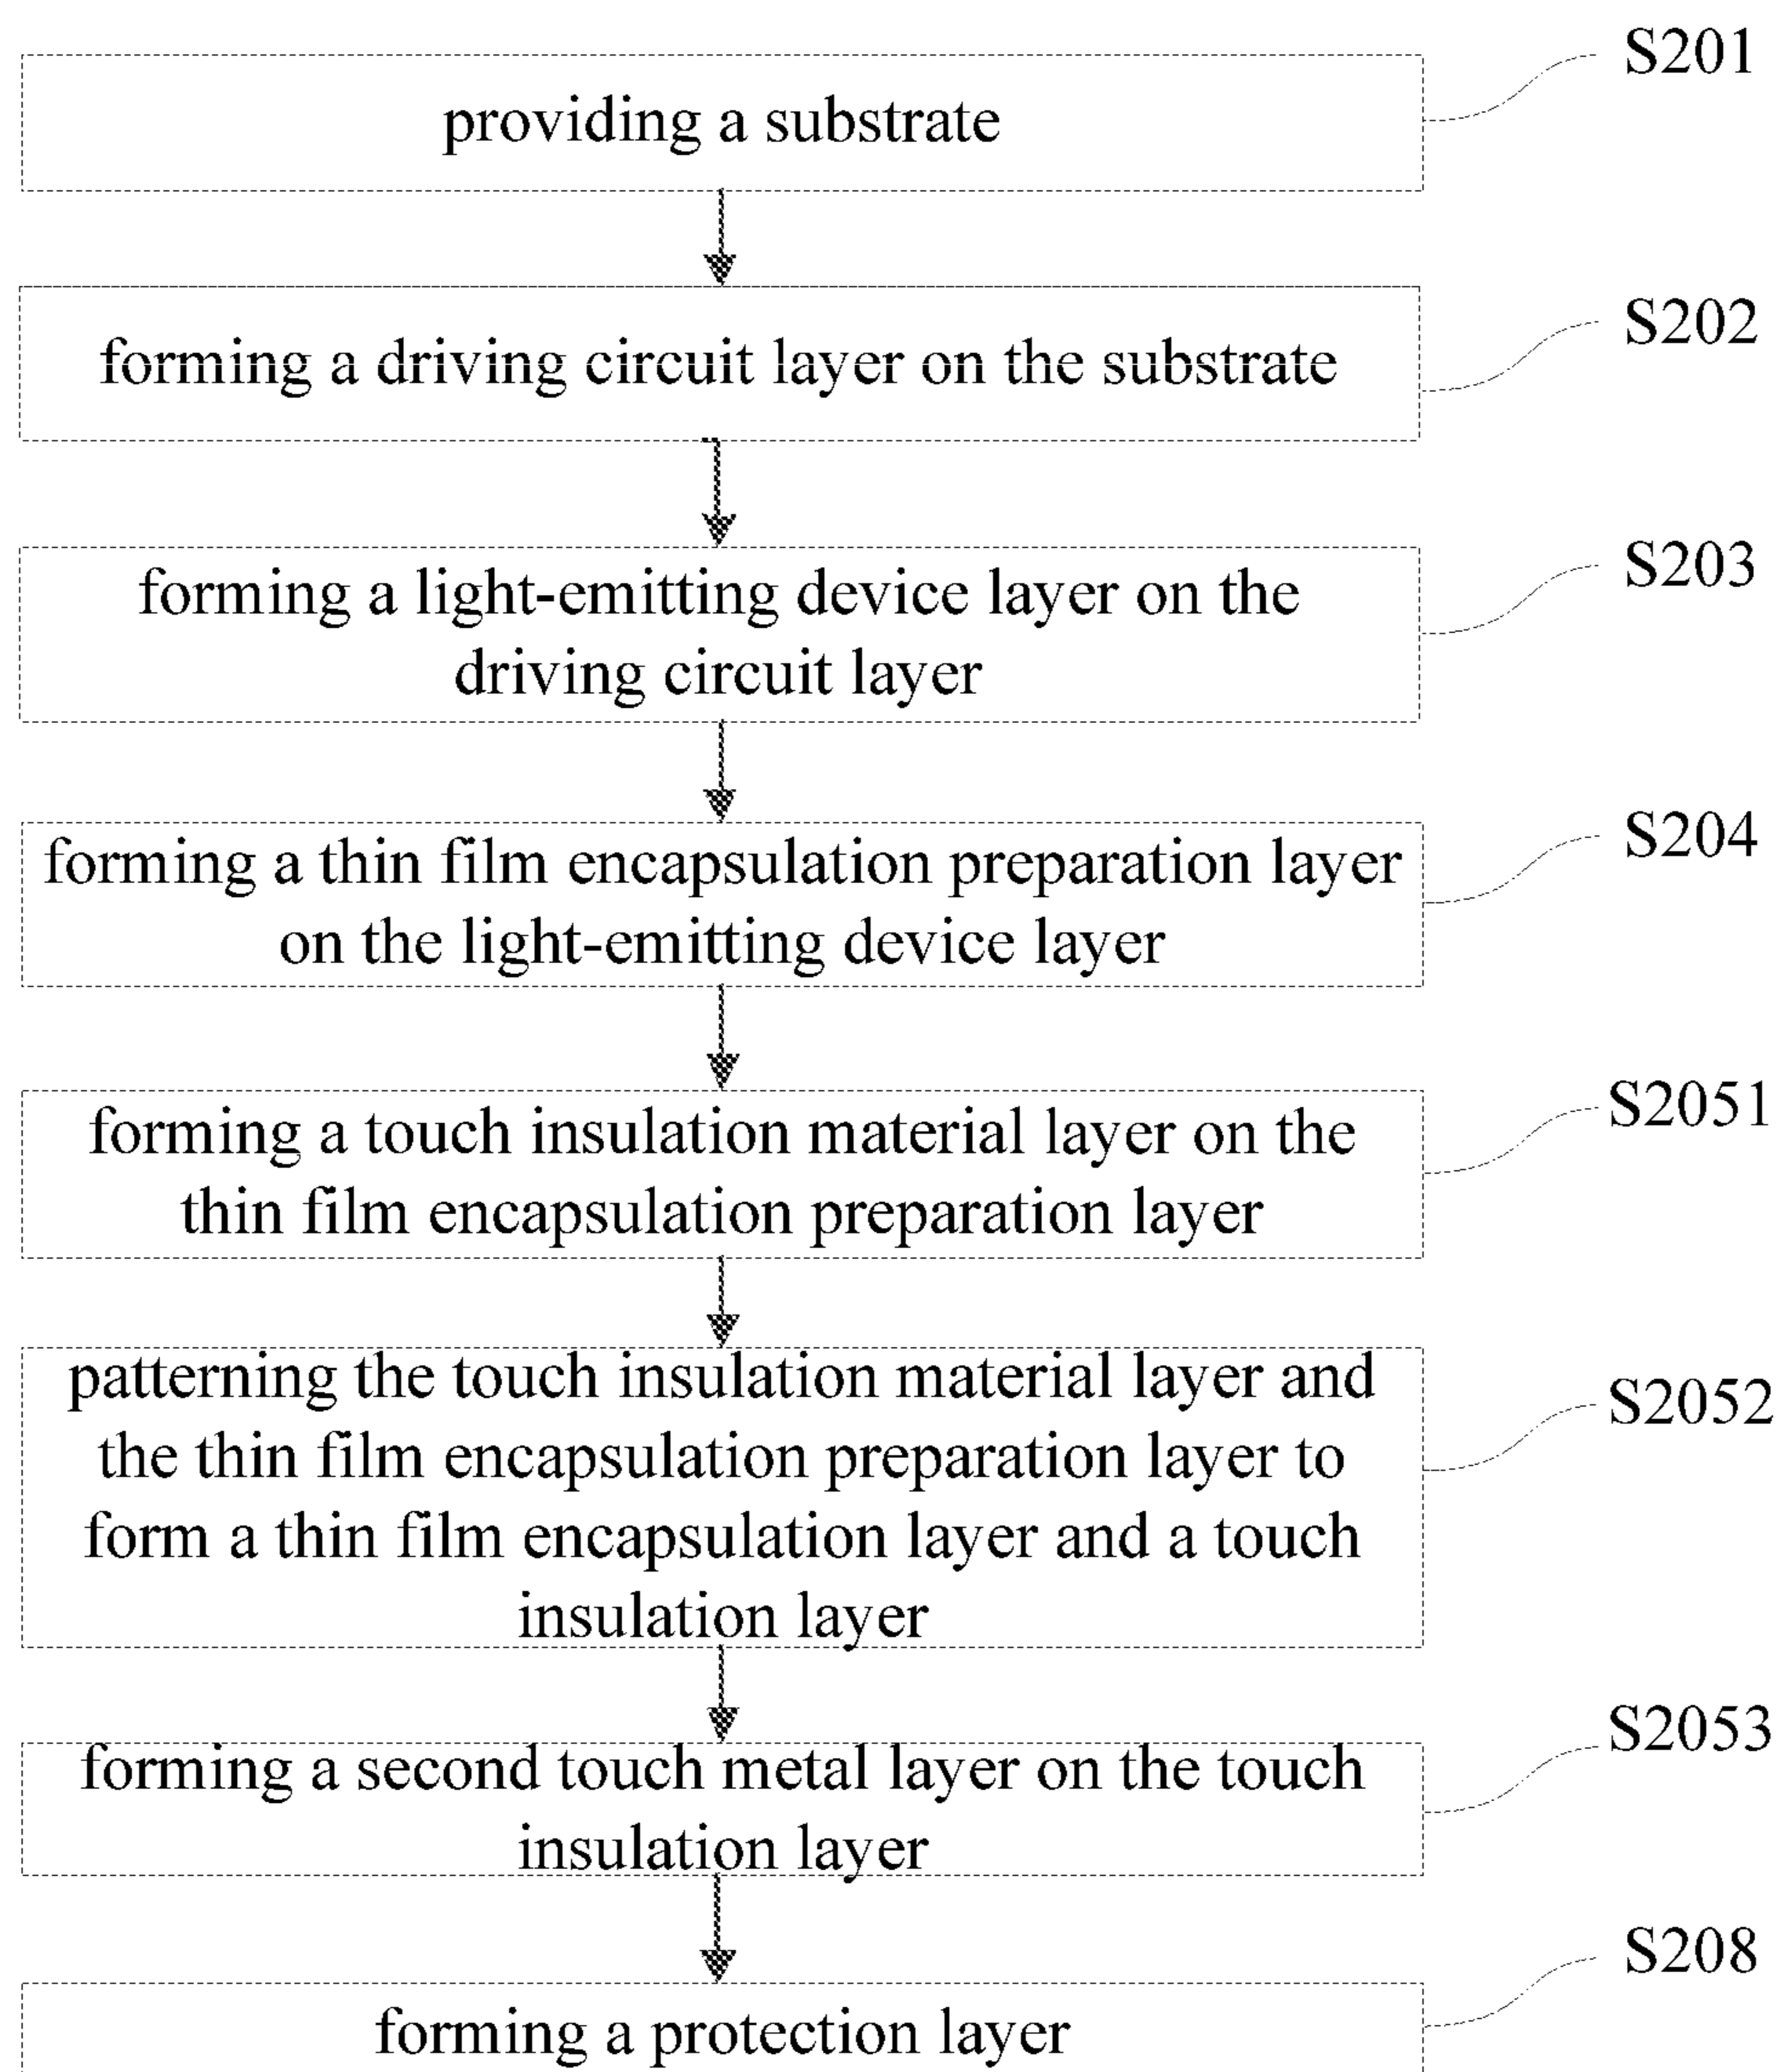 S201
providing a substrate
S202
forming a driving circuit layer on the substrate
S203
forming a light-emitting device layer on the
driving circuit layer
S204
forming a thin film encapsulation preparation layer
on the light-emitting device layer
S2051
forming a touch insulation material layer on the
thin film encapsulation preparation layer
S2052
patterning the touch insulation material layer and
the thin film encapsulation preparation layer to
form a thin film encapsulation layer and a touch
insulation layer
S2053
forming a second touch metal layer on the touch
insulation layer
S208
forming a protection layer